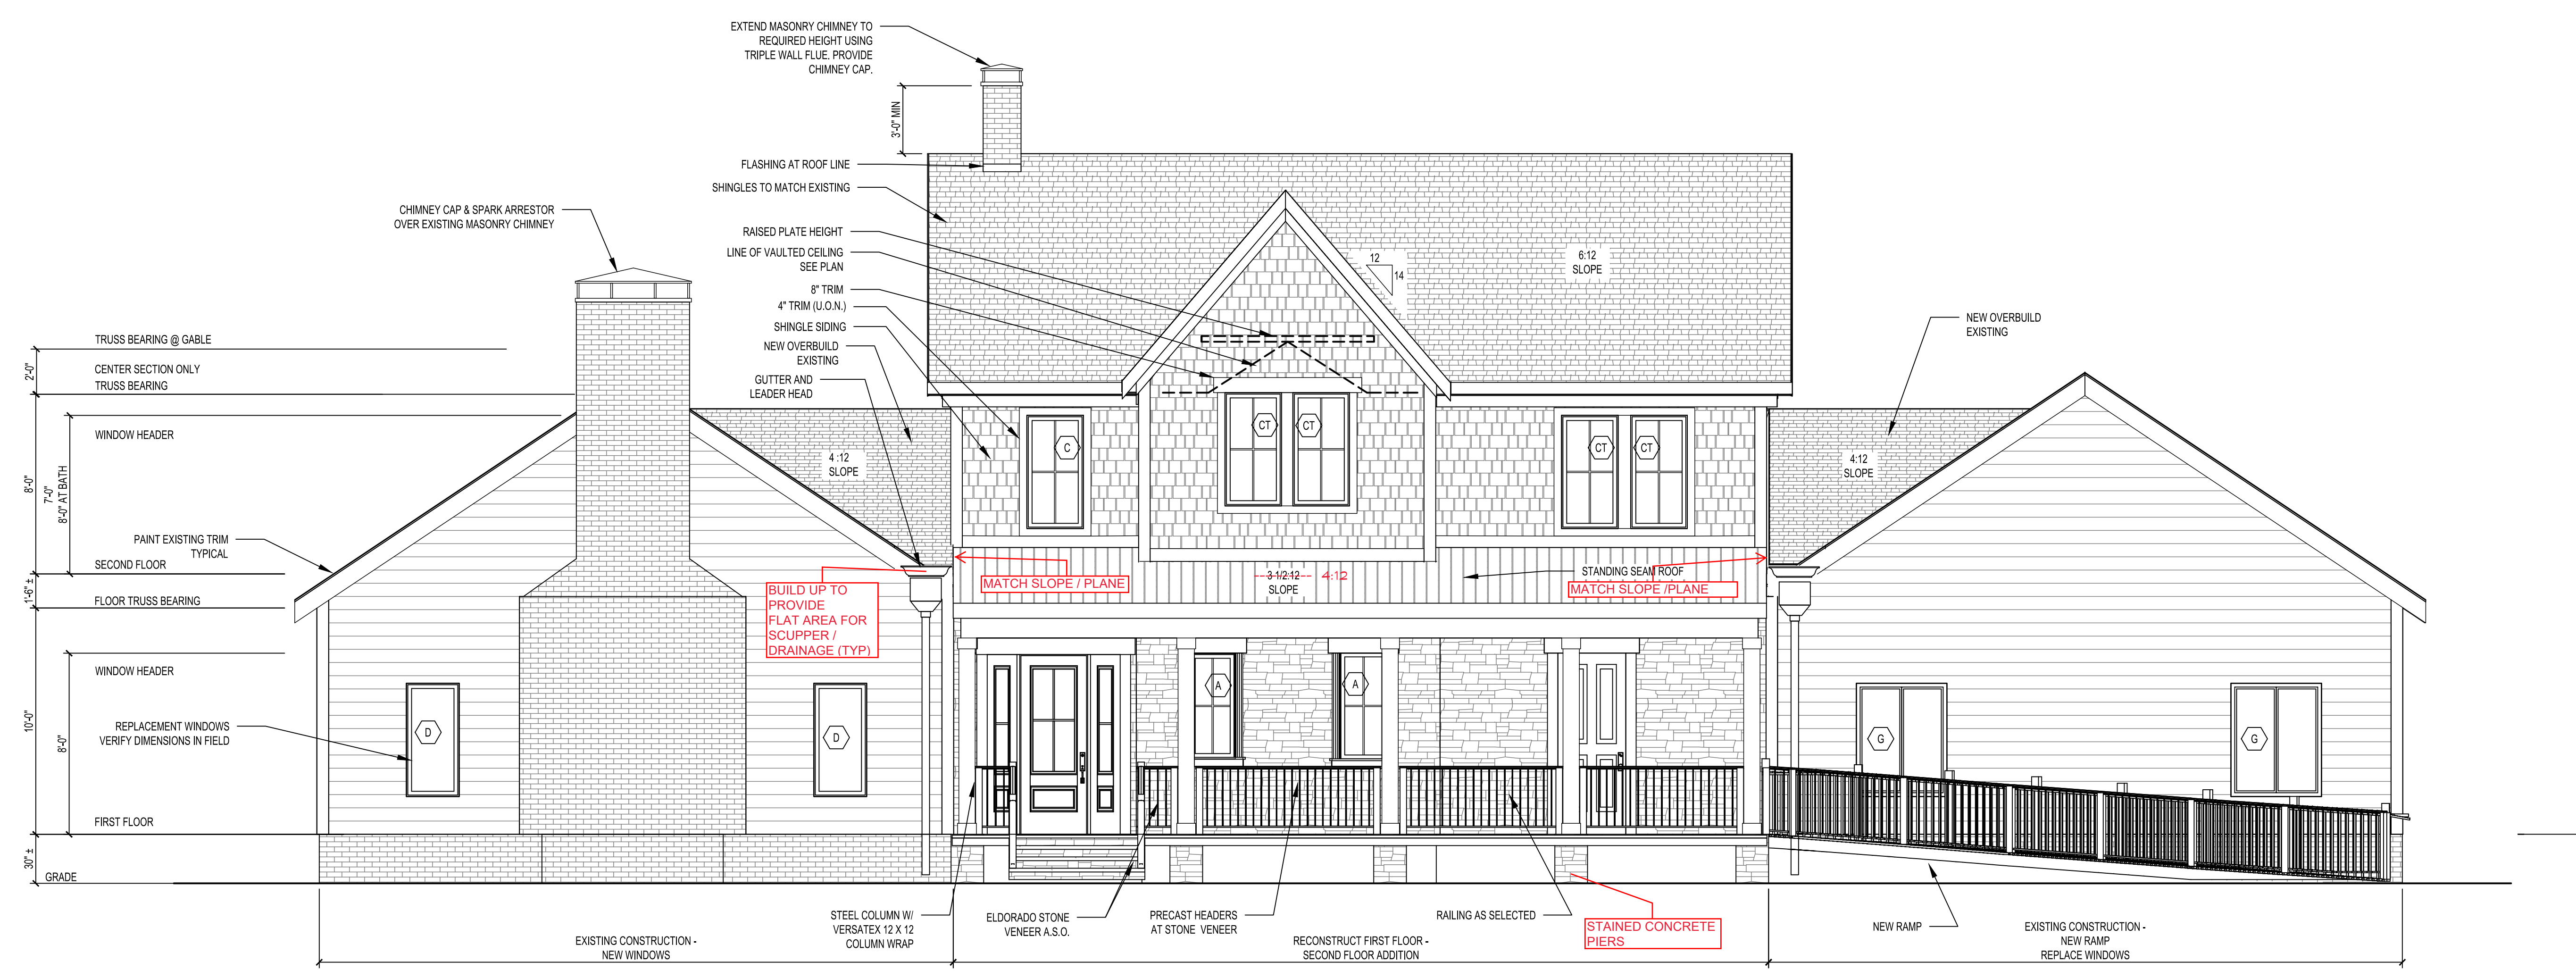 EXTEND MASONRY CHIMNEY TO
REQUIRED HEIGHT USING
TRIPLE WALL FLUE. PROVIDE
CHIMNEY CAP.
3'-0" MIN
FLASHING AT ROOF LINE
SHINGLES TO MATCH EXISTING
CHIMNEY CAP & SPARK ARRESTOR
OVER EXISTING MASONRY CHIMNEY
RAISED PLATE HEIGHT
LINE OF VAULTED CEILING
SEE PLAN
8" TRIM
4" TRIM (U.O.N.)
SHINGLE SIDING
NEW OVERBUILD
EXISTING
GUTTER AND
LEADER HEAD
12
14
6:12
SLOPE
NEW OVERBUILD
EXISTING
TRUSS BEARING @ GABLE
2'-0"
CENTER SECTION ONLY
TRUSS BEARING
WINDOW HEADER
8'-0"
7'-0"
8'-0" AT BATH
4 :12
SLOPE
C
CT
CT
CT
CT
4:12
SLOPE
PAINT EXISTING TRIM
TYPICAL
SECOND FLOOR
1'-6" ±
FLOOR TRUSS BEARING
BUILD UP TO
PROVIDE
FLAT AREA FOR
SCUPPER /
DRAINAGE (TYP)
MATCH SLOPE / PLANE
3-1/2:12
SLOPE
4:12
STANDING SEAM ROOF
MATCH SLOPE /PLANE
WINDOW HEADER
10'-0"
8'-0"
REPLACEMENT WINDOWS
VERIFY DIMENSIONS IN FIELD
D
D
A
A
G
G
FIRST FLOOR
30" ±
GRADE
STEEL COLUMN W/
VERSATEX 12 X 12
COLUMN WRAP
ELDORADO STONE
VENEER A.S.O.
PRECAST HEADERS
AT STONE VENEER
RAILING AS SELECTED
STAINED CONCRETE
PIERS
NEW RAMP
EXISTING CONSTRUCTION -
NEW WINDOWS
RECONSTRUCT FIRST FLOOR -
SECOND FLOOR ADDITION
EXISTING CONSTRUCTION -
NEW RAMP
REPLACE WINDOWS